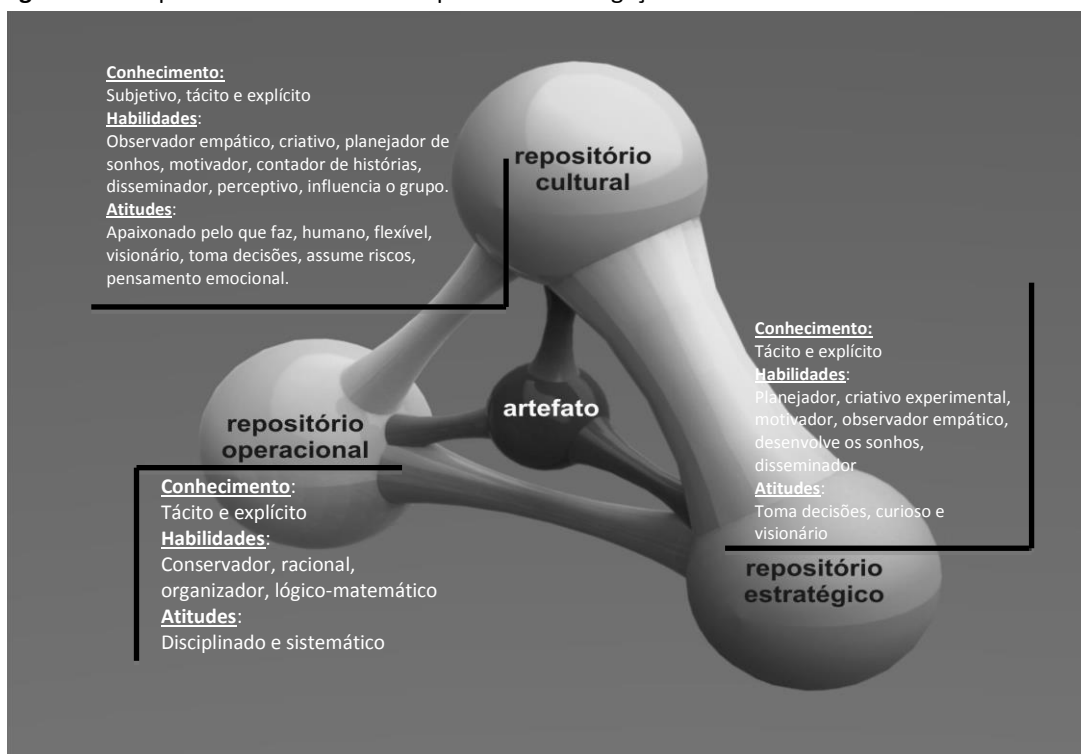 Conhecimento:
Subjetivo, tácito e explícito
Habilidades:
Observador empático, criativo, planejador de
sonhos, motivador, contador de histórias,
disseminador, perceptivo, influencia o grupo.
Atitudes:
Apaixonado pelo que faz, humano, flexível,
visionário, toma decisões, assume riscos,
pensamento emocional.
repositório
cultural
Conhecimento:
Tácito e explícito
Habilidades:
Planejador, criativo experimental,
motivador, observador empático,
desenvolve os sonhos,
disseminador
Atitudes:
Toma decisões, curioso e
visionário
artefato
repositório
operacional
Conhecimento:
Tácito e explícito
Habilidades:
Conservador, racional,
organizador, lógico-matemático
Atitudes:
Disciplinado e sistemático
repositório
estratégico